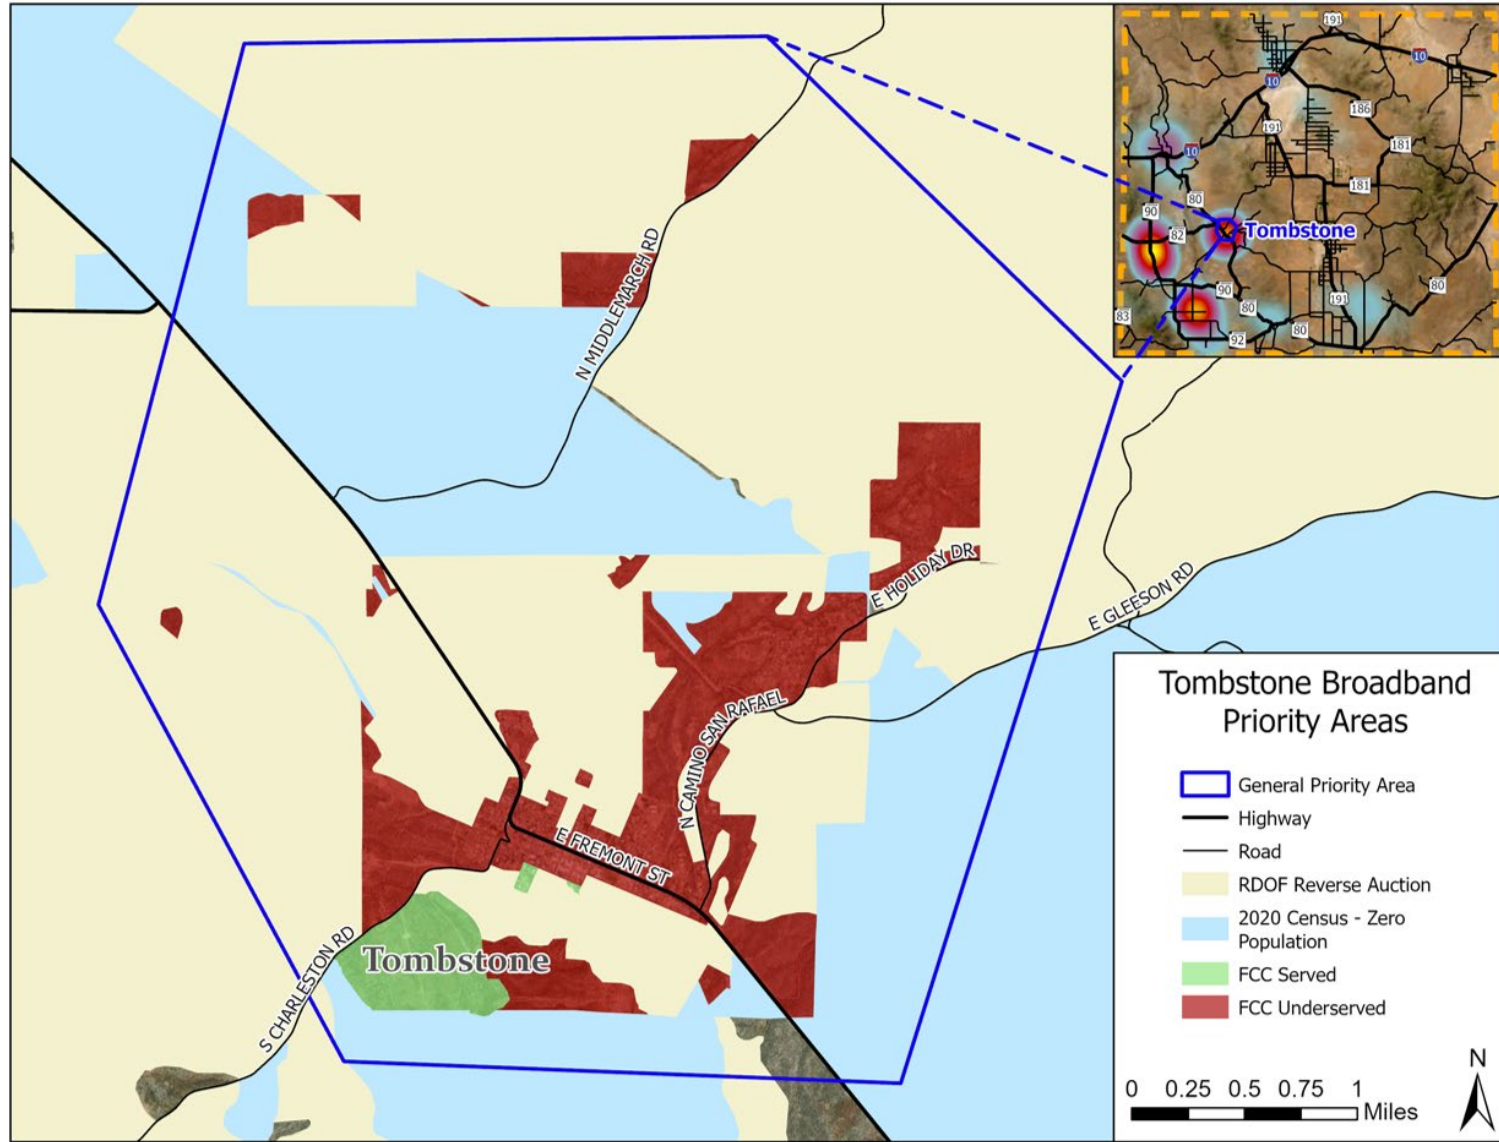 191
10
10
186
191
181
10
181
80
90
82
Tombstone
90
80
191
80
83
80
92
N MIDDLEMARCH RD
E HOLIDAY DR
E GLEESON RD
N CAMINO SAN RAFAEL
E FREMONT ST
Tombstone
S CHARLESTON RD
Tombstone Broadband
Priority Areas
General Priority Area
Highway
Road
RDOF Reverse Auction
2020 Census - Zero
Population
FCC Served
FCC Underserved
N
0 0.25 0.5 0.75 1
Miles